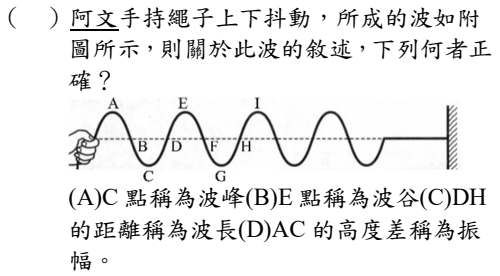 (　) 阿文手持繩子上下抖動，所成的波如附
圖所示，則關於此波的敘述，下列何者正
確？
A E I
B D F H
C G
(A)C 點稱為波峰(B)E 點稱為波谷(C)DH
的距離稱為波長(D)AC 的高度差稱為振
幅。